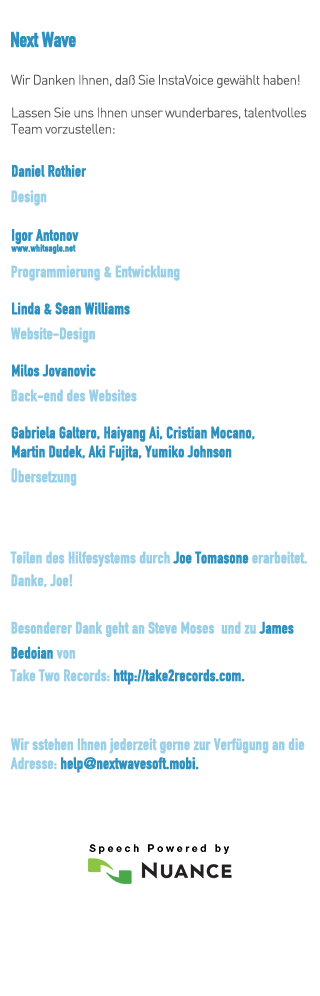 Next Wave
Wir Danken Ihnen, daß Sie InstaVoice gewählt haben!
Lassen Sie uns Ihnen unser wunderbares, talentvolles
Team vorzustellen:
Daniel Rothier
Design
Igor Antonov
www.whiteagle.net
Programmierung & Entwicklung
Linda & Sean Williams
Website-Design
Milos Jovanovic
Back-end des Websites
Gabriela Galtero, Haiyang Ai, Cristian Mocano,
Martin Dudek, Aki Fujita, Yumiko Johnson
Übersetzung
Teilen des Hilfesystems durch Joe Tomasone erarbeitet.
Danke, Joe!
Besonderer Dank geht an Steve Moses und zu James
Bedoian von
Take Two Records: http://take2records.com.
Wir sstehen Ihnen jederzeit gerne zur Verfügung an die
Adresse: help@nextwavesoft.mobi.
Speech Powered by
NUANCE